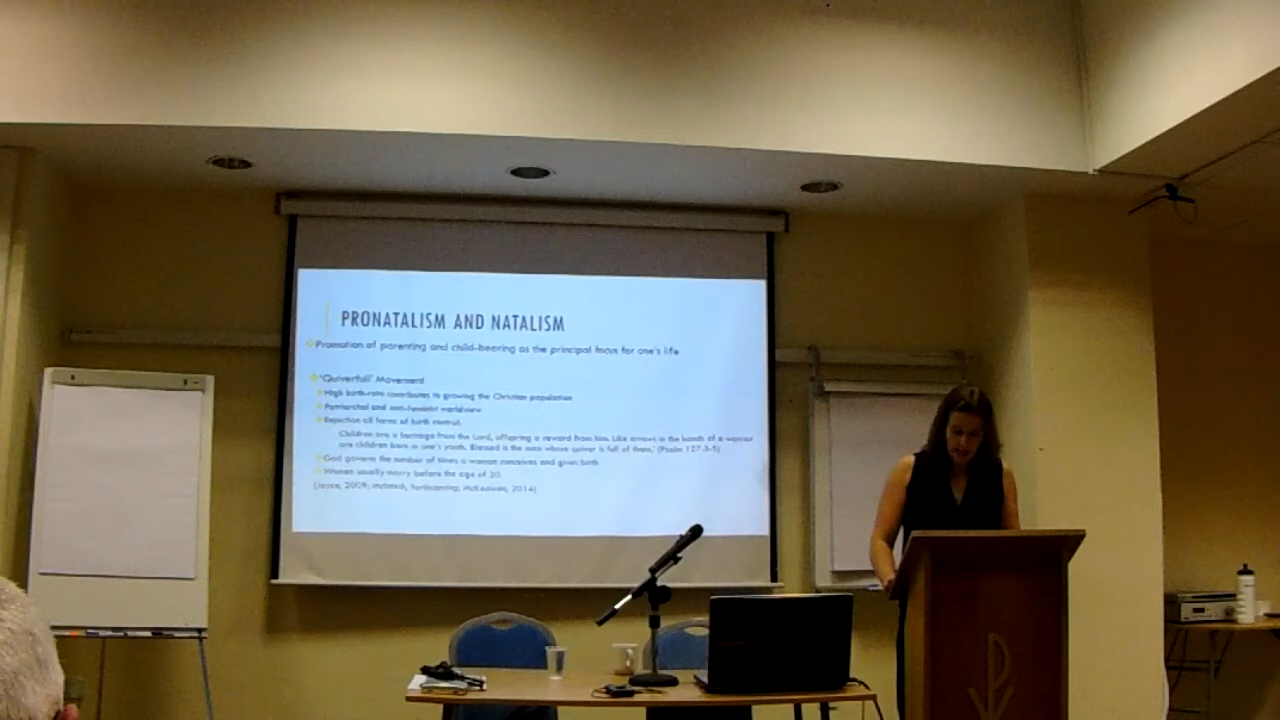 PRONATALISM AND NATALISM
Promotion of parenting and child-bearing as the principal focus for one's life
'Quiverfull' Movement
High birth-rate contributes to growing the Christian population
Patriarchal and anti-feminist worldview
Rejection all forms of birth control.
Children are a heritage from the Lord, offspring a reward from him. Like arrows in the hands of a warrior
are children born in one's youth. Blessed is the man whose quiver is full of them.' (Psalm 127:3-5)
God governs the number of times a woman conceives and gives birth
Women usually marry before the age of 20
(Joyce, 2009; McIntosh, forthcoming; McKeown, 2014)